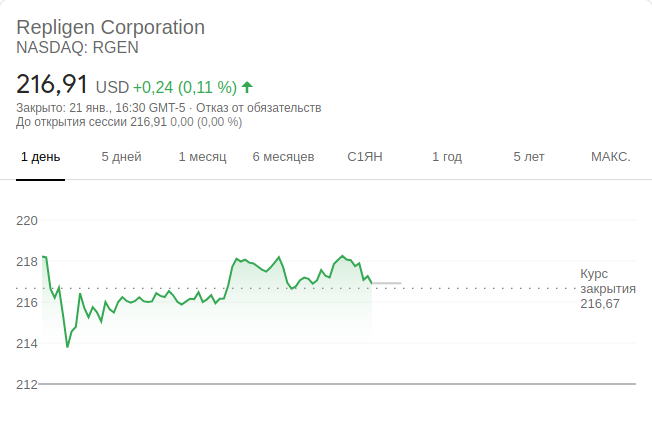 Repligen Corporation
NASDAQ: RGEN
216,91 USD +0,24 (0,11 %)
Закрыто: 21 янв., 16:30 GMT-5 · Отказ от обязательств
До открытия сессии 216,91 0,00 (0,00 %)
1 день 5 дней 1 месяц 6 месяцев С1ЯН 1 год 5 лет МАКС.
220
218
216
214
212
Курс
закрытия
216,67